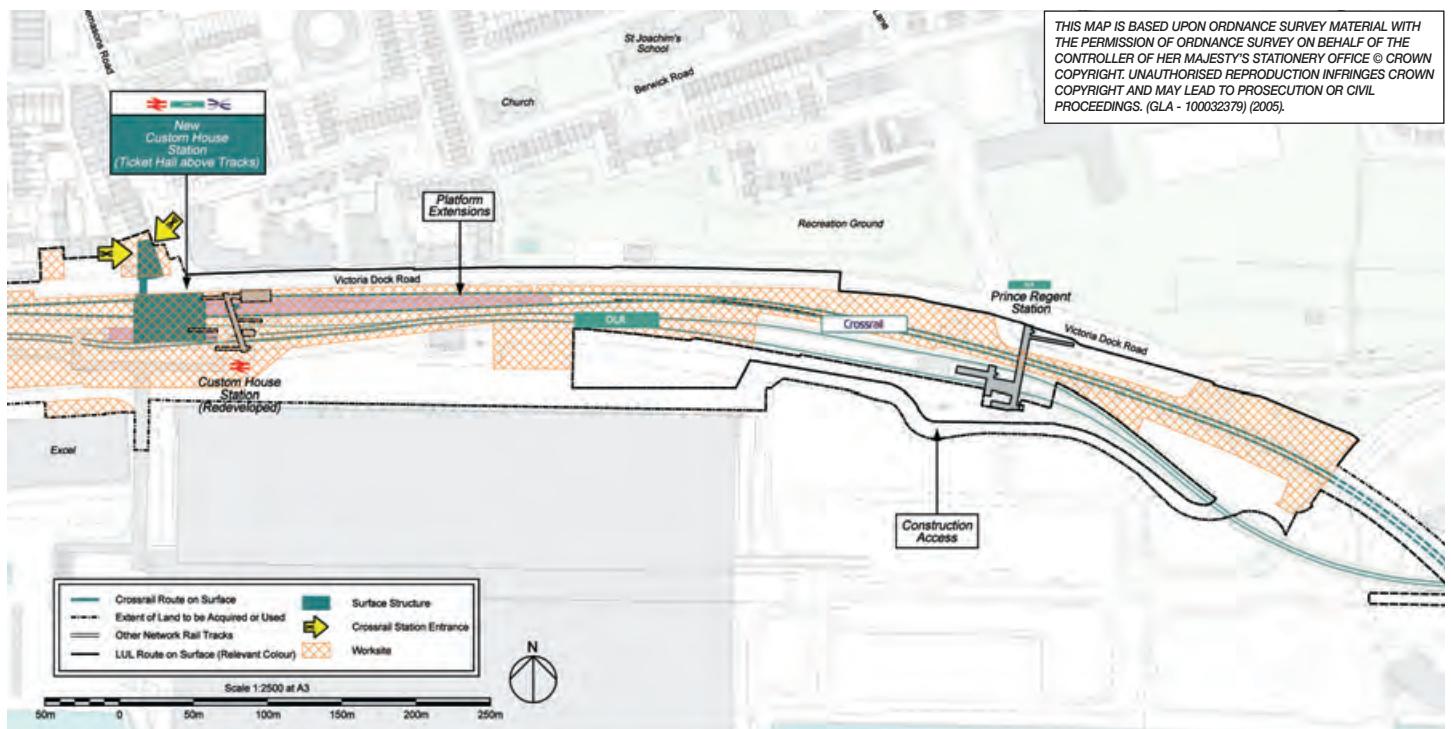 THIS MAP IS BASED UPON ORDNANCE SURVEY MATERIAL WITH
THE PERMISSION OF ORDNANCE SURVEY ON BEHALF OF THE
CONTROLLER OF HER MAJESTY'S STATIONERY OFFICE © CROWN
COPYRIGHT. UNAUTHORISED REPRODUCTION INFRINGES CROWN
COPYRIGHT AND MAY LEAD TO PROSECUTION OR CIVIL
PROCEEDINGS. (GLA - 100032379) (2005).
Road
Lane
St Joachim's
School
Berwick Road
Church
New
Custom House
Station
(Ticket Hall above Tracks)
Platform
Extensions
Recreation Ground
Victoria Dock Road
Prince Regent
Station
DLR
Crossrail
Victoria Dock Road
Custom House
Station
(Redeveloped)
Excel
Construction
Access
Crossrail Route on Surface
Extent of Land to be Acquired or Used
Other Network Rail Tracks
LUL Route on Surface (Relevant Colour)
Surface Structure
Crossrail Station Entrance
Worksite
N
Scale 1:2500 at A3
50m
0
50m
100m
150m
200m
250m